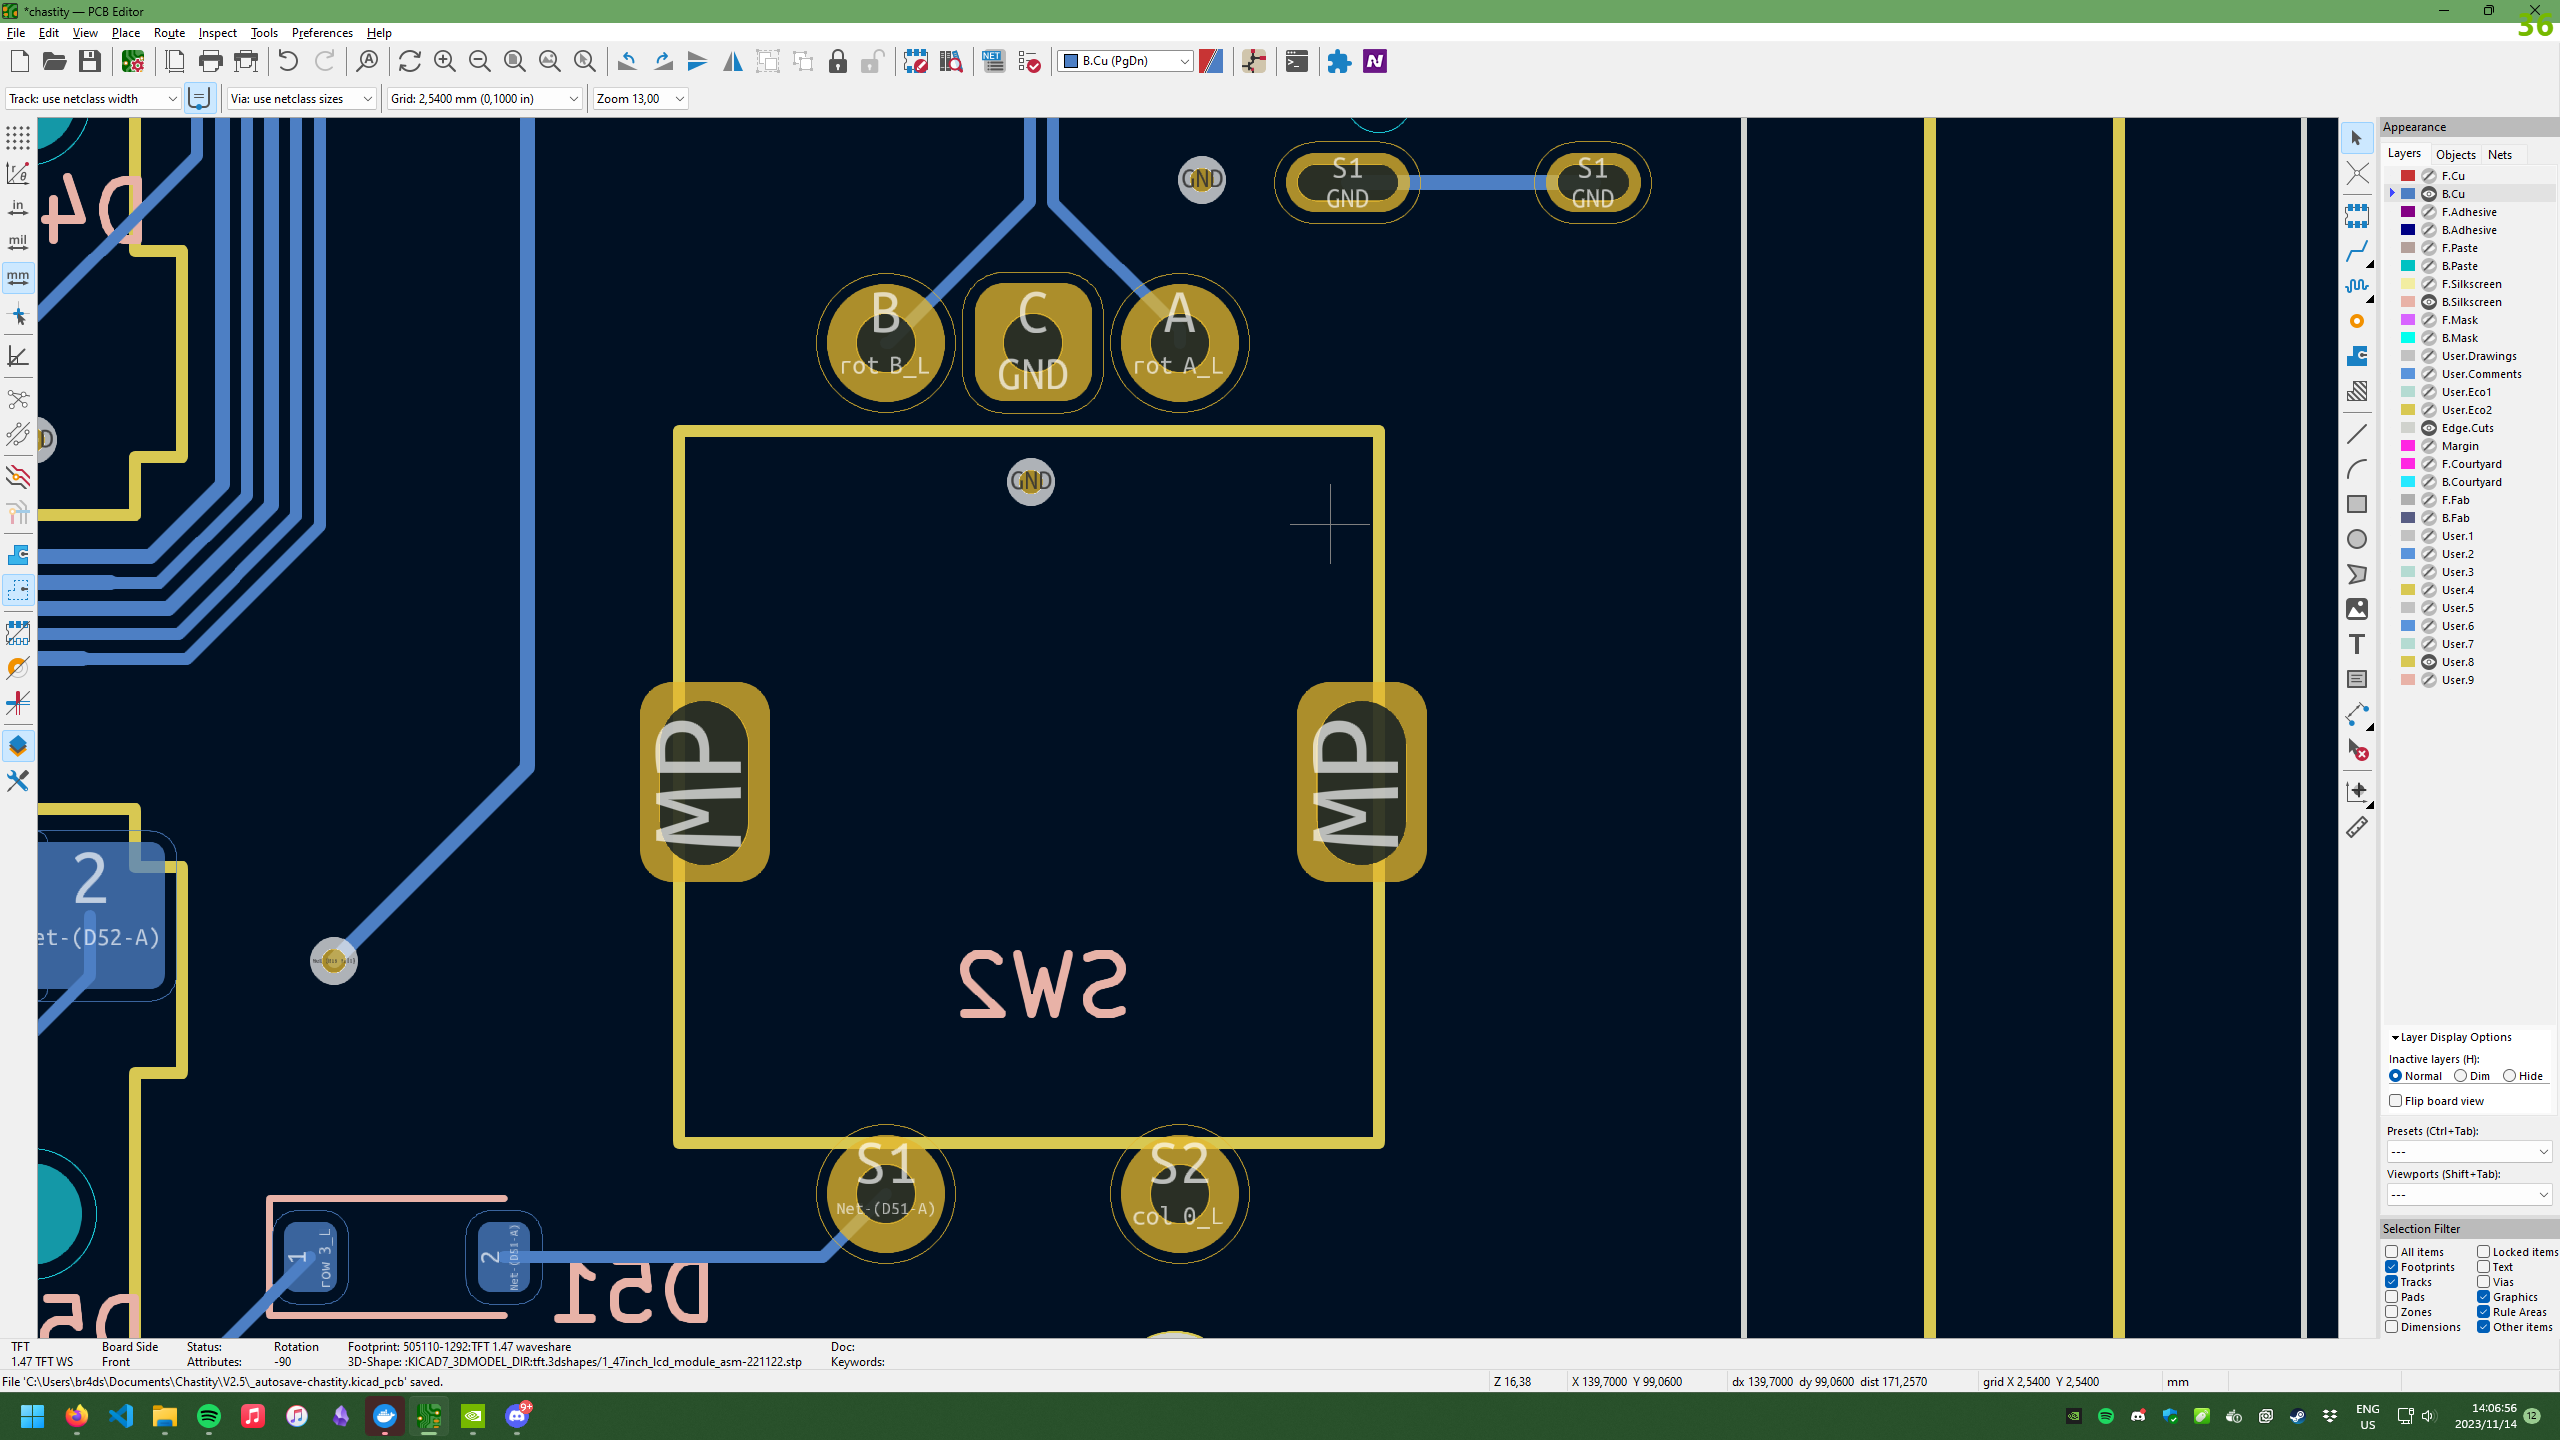 *chastity — PCB Editor
36
File Edit View Place Route Inspect Tools Preferences Help
B.Cu (PgDn)
Track: use netclass width
Via: use netclass sizes
Grid: 2,5400 mm (0,1000 in)
Zoom 13,00
in
mil
mm
D4
GND
S1
GND
S1
GND
B
rot B_L
C
GND
A
rot A_L
D
GND
MP
MP
2
et-(D52-A)
SW2
S1
Net-(D51-A)
S2
col 0_L
1
row 3_L
2
Net-(D51-A)
D51
D5
Appearance
Layers Objects Nets
F.Cu
B.Cu
F.Adhesive
B.Adhesive
F.Paste
B.Paste
F.Silkscreen
B.Silkscreen
F.Mask
B.Mask
User.Drawings
User.Comments
User.Eco1
User.Eco2
Edge.Cuts
Margin
F.Courtyard
B.Courtyard
F.Fab
B.Fab
User.1
User.2
User.3
User.4
User.5
User.6
User.7
User.8
User.9
Layer Display Options
Inactive layers (H):
Normal Dim Hide
Flip board view
Presets (Ctrl+Tab):
---
Viewports (Shift+Tab):
---
Selection Filter
All items Locked items
Footprints Text
Tracks Vias
Pads Graphics
Zones Rule Areas
Dimensions Other items
TFT Board Side Status: Rotation Footprint: 505110-1292:TFT 1.47 waveshare Doc:
1.47 TFT WS Front Attributes: -90 3D-Shape: :KICAD7_3DMODEL_DIR:tft.3dshapes/1_47inch_lcd_module_asm-221122.stp Keywords:
File 'C:\Users\br4ds\Documents\Chastity\V2.5\_autosave-chastity.kicad_pcb' saved.
Z 16,38 X 139,7000 Y 99,0600 dx 139,7000 dy 99,0600 dist 171,2570 grid X 2,5400 Y 2,5400 mm
9+
ENG
US
14:06:56
2023/11/14
12